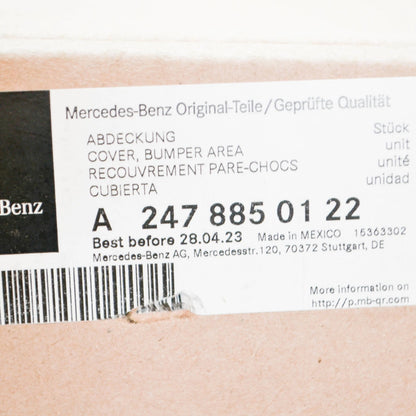 Mercedes-Benz Original-Teile/Geprüfte Qualität
ABDECKUNG Stück
COVER, BUMPER AREA unit
RECOUVREMENT PARE-CHOCS unité
CUBIERTA unidad
Benz
A 247 885 01 22
Best before 28.04.23 Made in MEXICO 16363302
Mercedes-Benz AG, Mercedesstr.120, 70372 Stuttgart, DE
More information on
http://p.mb-qr.com/